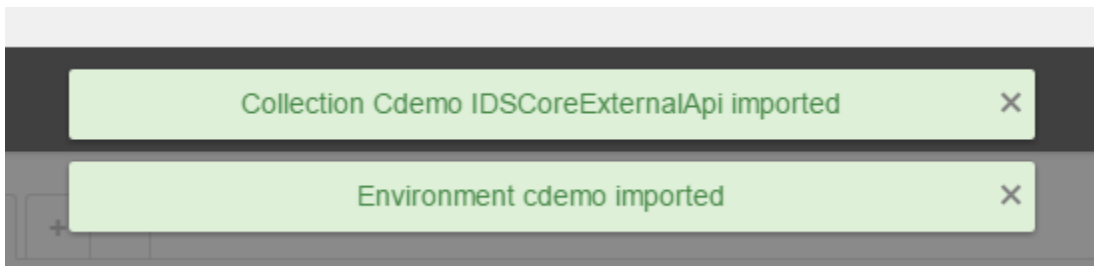 Collection Cdemo IDSCoreExternalApi imported
Environment cdemo imported